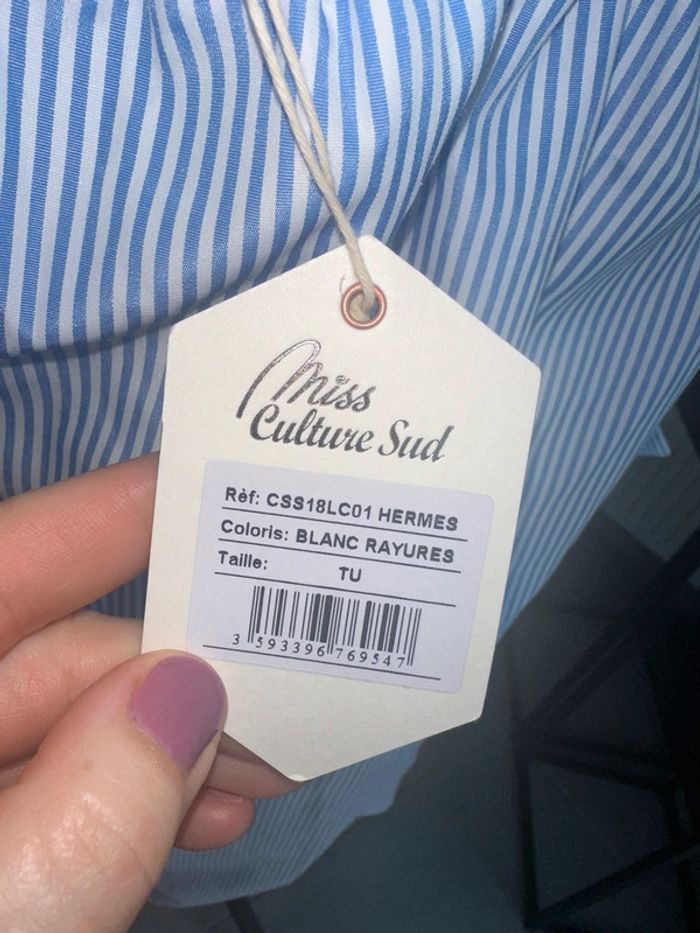 Miss
Culture Sud
Rèf: CSS18LC01 HERMES
Coloris: BLANC RAYURES
Taille: TU
3 593396 769547